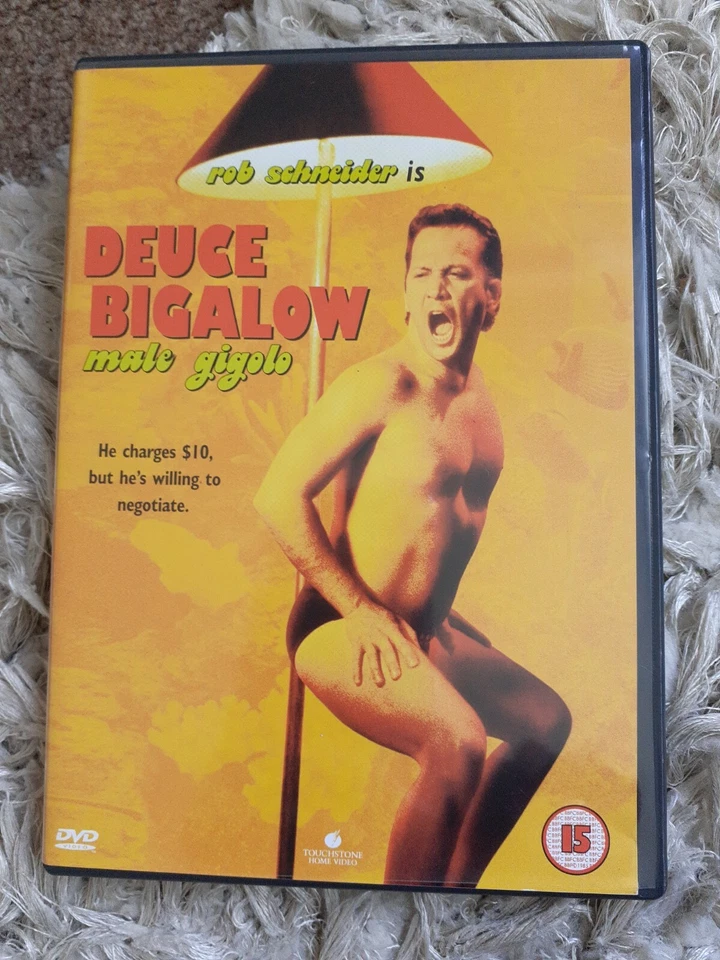 rob schneider is
DEUCE
BIGALOW
male gigolo
He charges $10,
but he's willing to
negotiate.
DVD
VIDEO
TOUCHSTONE
HOME VIDEO
15